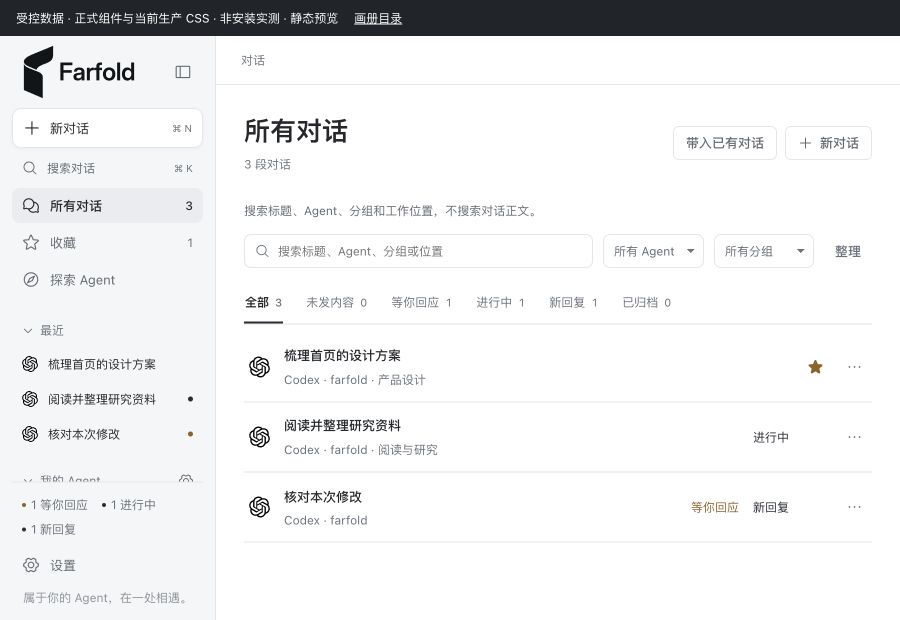 受控数据 · 正式组件与当前生产 CSS · 非安装实测 · 静态预览 画册目录
Farfold
新对话 ⌘ N
搜索对话 ⌘ K
所有对话 3
收藏 1
探索 Agent
最近
梳理首页的设计方案
阅读并整理研究资料
核对本次修改
我的 Agent
1 等你回应 1 进行中
1 新回复
设置
属于你的 Agent，在一处相遇。
对话
所有对话
3 段对话
带入已有对话 新对话
搜索标题、Agent、分组和工作位置，不搜索对话正文。
搜索标题、Agent、分组或位置 所有 Agent 所有分组 整理
全部 3 未发内容 0 等你回应 1 进行中 1 新回复 1 已归档 0
梳理首页的设计方案
Codex · farfold · 产品设计
阅读并整理研究资料
Codex · farfold · 阅读与研究
进行中
核对本次修改
Codex · farfold
等你回应 新回复